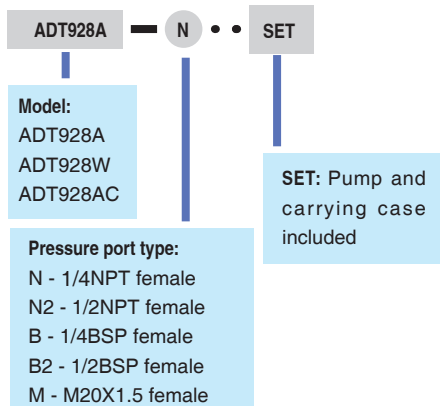 ADT928A N SET
Model:
ADT928A
ADT928W
ADT928AC
SET: Pump and
carrying case
included
Pressure port type:
N - 1/4NPT female
N2 - 1/2NPT female
B - 1/4BSP female
B2 - 1/2BSP female
M - M20X1.5 female